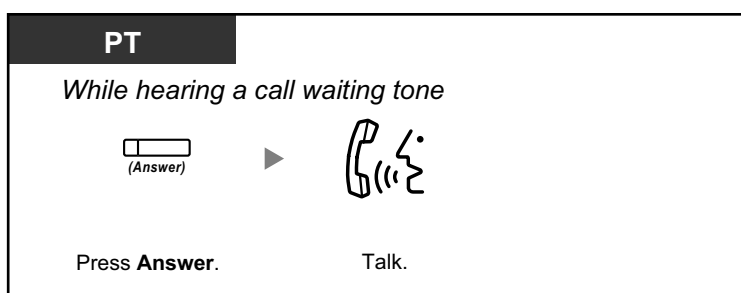 PT
While hearing a call waiting tone
(Answer)
Press Answer.
Talk.